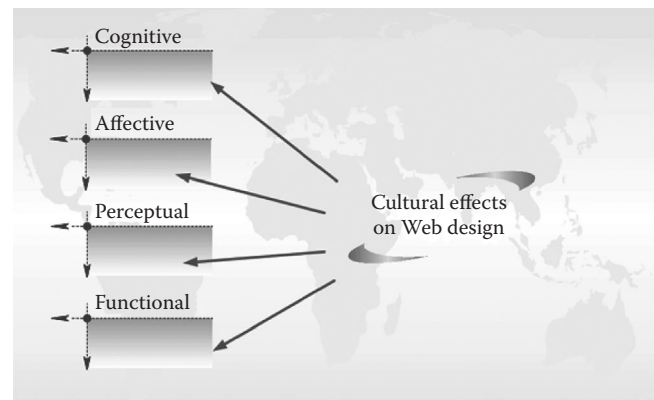 Cognitive
Affective
Perceptual
Functional
Cultural effects
on Web design